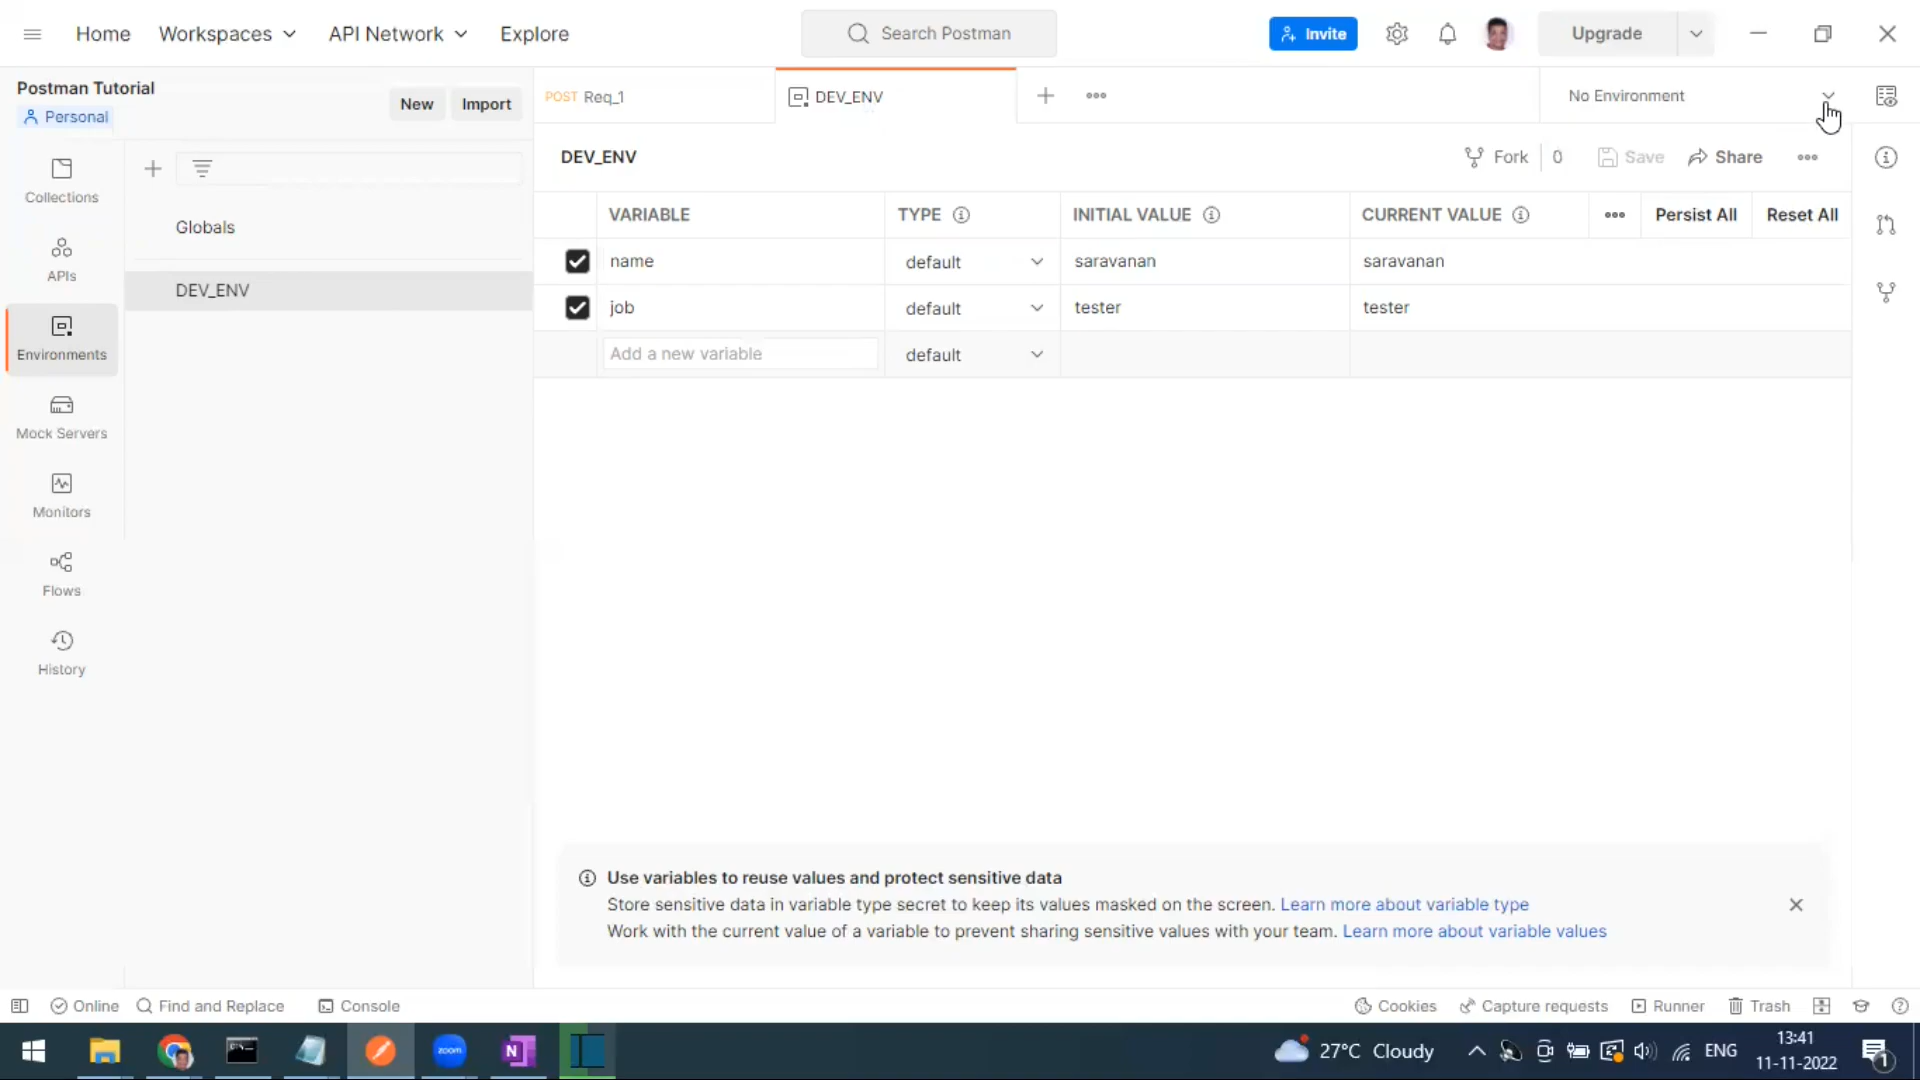 Home Workspaces API Network Explore Search Postman Invite Upgrade
Postman Tutorial
Personal
New Import
POST Req_1 DEV_ENV No Environment
DEV_ENV Fork 0 Save Share
Collections
APIs
Environments
Mock Servers
Monitors
Flows
History
Globals
DEV_ENV
VARIABLE TYPE INITIAL VALUE CURRENT VALUE Persist All Reset All
name default saravanan saravanan
job default tester tester
Add a new variable default
Use variables to reuse values and protect sensitive data
Store sensitive data in variable type secret to keep its values masked on the screen. Learn more about variable type
Work with the current value of a variable to prevent sharing sensitive values with your team. Learn more about variable values
Online Find and Replace Console Cookies Capture requests Runner Trash
zoom N 27°C Cloudy ENG 13:41
11-11-2022 1